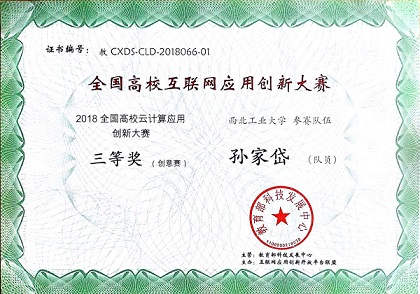 证书编号： 教 CXDS-CLD-2018066-01
全国高校互联网应用创新大赛
2018 全国高校云计算应用
创新大赛
三等奖 （创意赛）
西北工业大学 参赛队伍
孙家岱 （队员）
教育部科技发展中心
主管：教育部科技发展中心
主办：互联网应用创新开放平台联盟